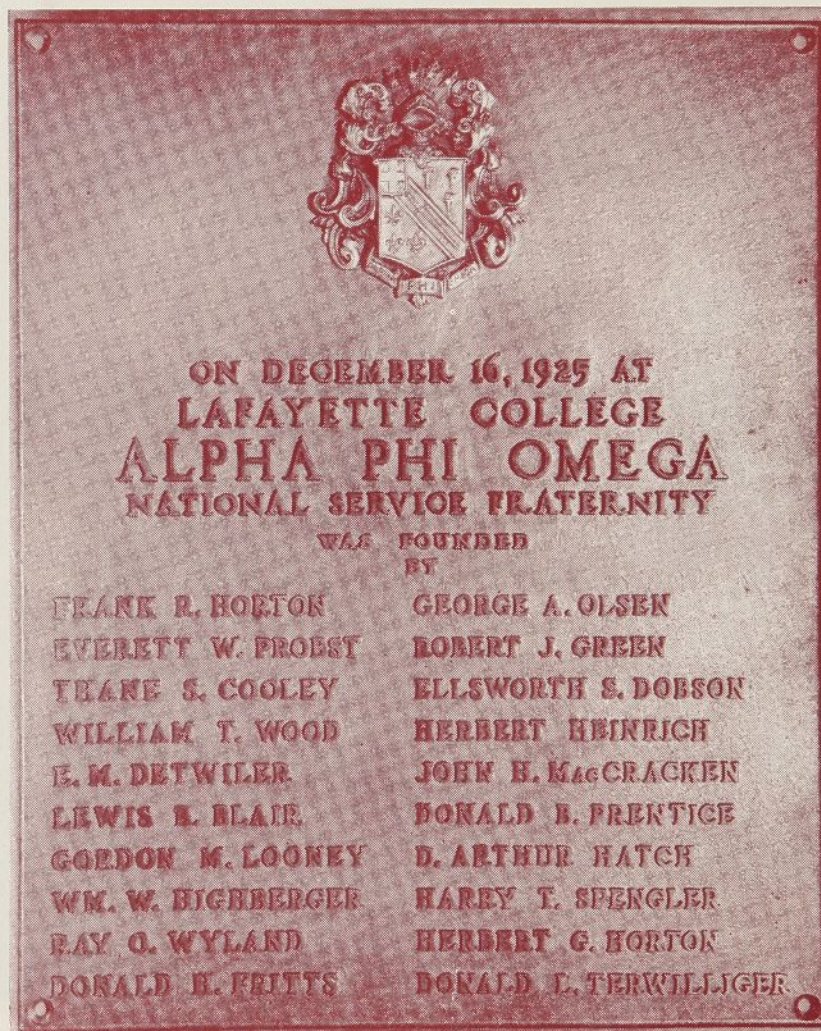 PHI
ON DECEMBER 16, 1925 AT
LAFAYETTE COLLEGE
ALPHA PHI OMEGA
NATIONAL SERVICE FRATERNITY
WAS FOUNDED
BY
FRANK R. HORTON GEORGE A. OLSEN
EVERETT W. PROBST ROBERT J. GREEN
THANE S. COOLEY ELLSWORTH S. DOBSON
WILLIAM T. WOOD HERBERT HEINRICH
E. M. DETWILER JOHN H. MacCRACKEN
LEWIS B. BLAIR DONALD B. PRENTICE
GORDON M. LOONEY D. ARTHUR HATCH
WM. W. HIGHBERGER HARRY T. SPENGLER
RAY O. WYLAND HERBERT G. HORTON
DONALD H. FRITTS DONALD L. TERWILLIGER